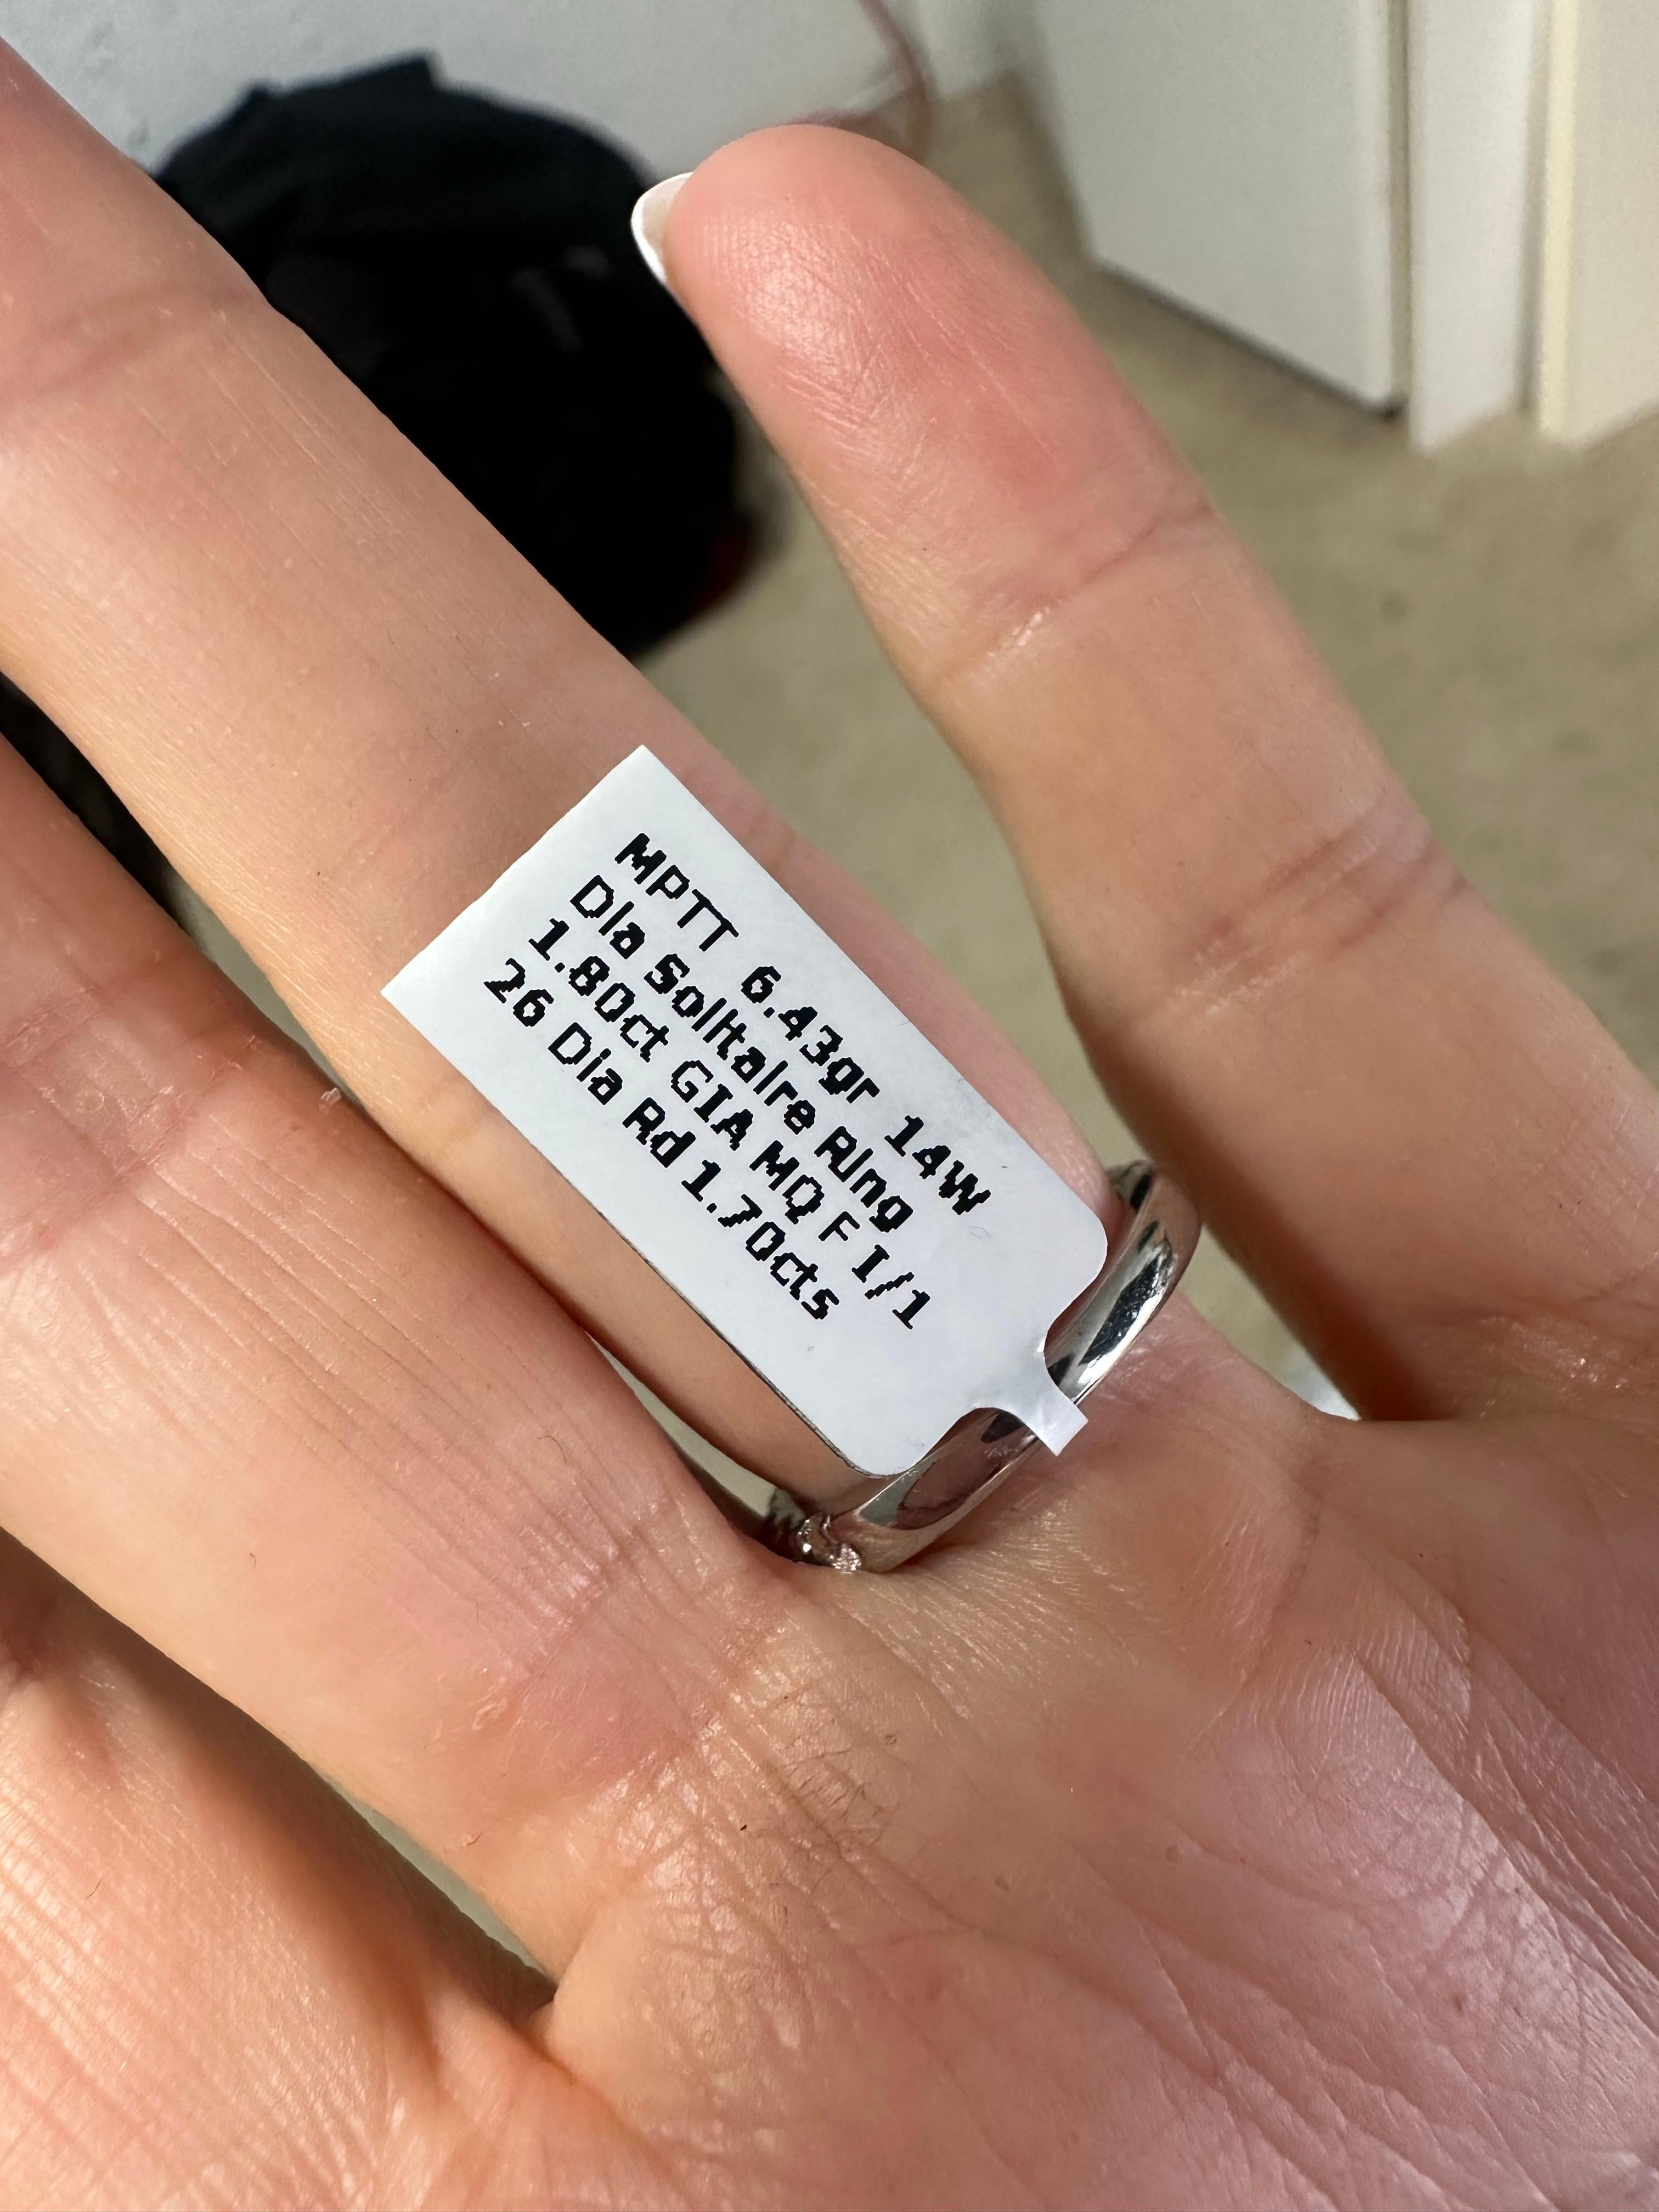 MPTT 6.43gr 14W
Dia Solitaire Ring
1.80ct GIA MQ F I/1
26 Dia Rd 1.70cts